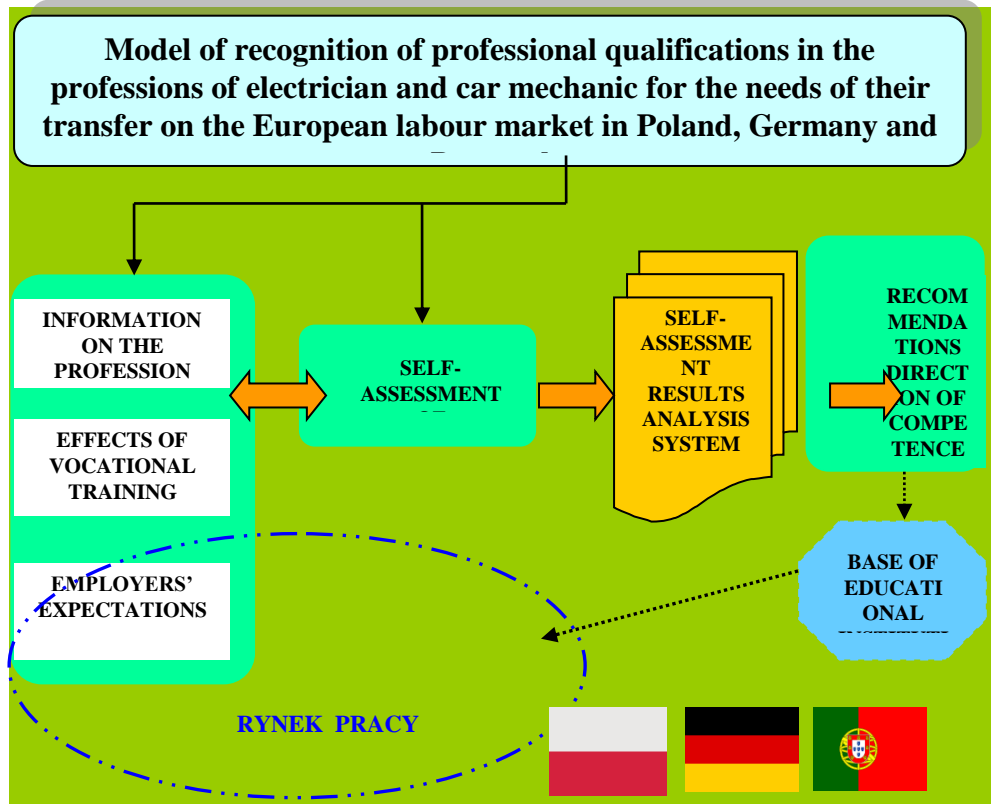 Model of recognition of professional qualifications in the
professions of electrician and car mechanic for the needs of their
transfer on the European labour market in Poland, Germany and
INFORMATION
ON THE
PROFESSION
EFFECTS OF
VOCATIONAL
TRAINING
EMPLOYERS’
EXPECTATIONS
SELF-
ASSESSMENT
SELF-
ASSESSME
NT
RESULTS
ANALYSIS
SYSTEM
RECOM
MENDA
TIONS
DIRECT
ION OF
COMPE
TENCE
BASE OF
EDUCATI
ONAL
RYNEK PRACY